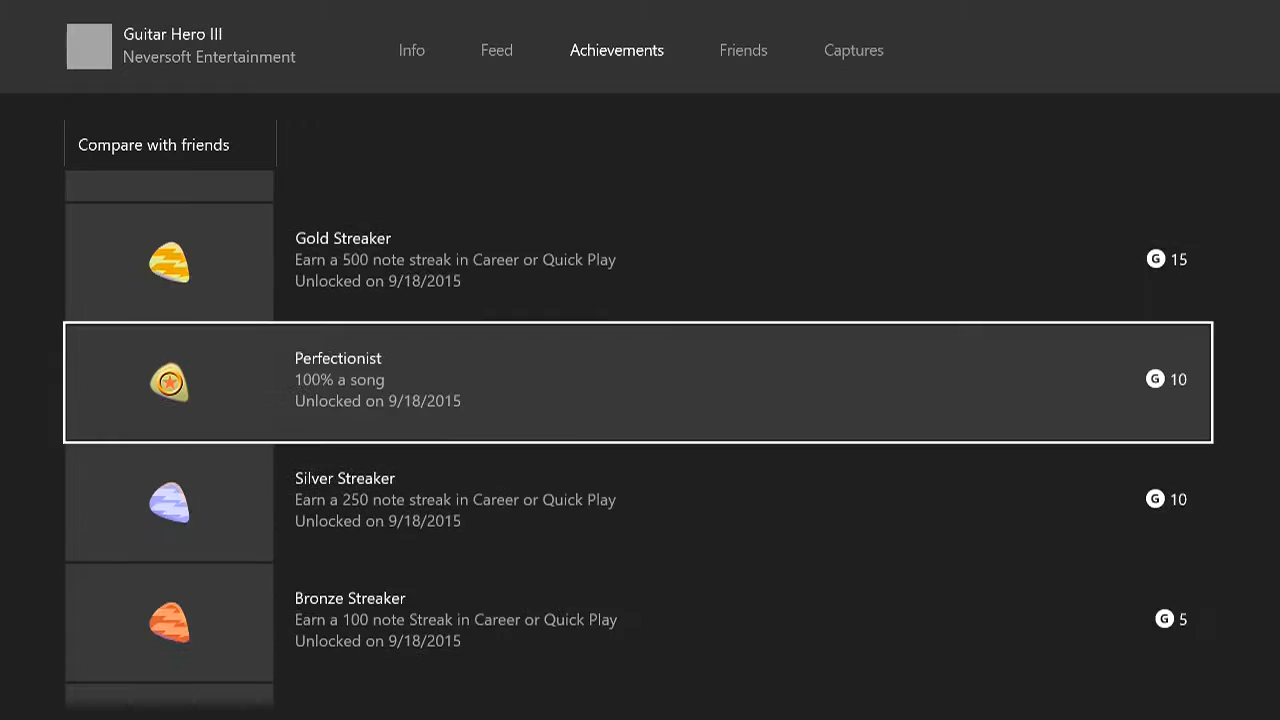 Guitar Hero III
Neversoft Entertainment
Info
Feed
Achievements
Friends
Captures
Compare with friends
Gold Streaker
Earn a 500 note streak in Career or Quick Play
Unlocked on 9/18/2015
G 15
Perfectionist
100% a song
Unlocked on 9/18/2015
G 10
Silver Streaker
Earn a 250 note streak in Career or Quick Play
Unlocked on 9/18/2015
G 10
Bronze Streaker
Earn a 100 note Streak in Career or Quick Play
Unlocked on 9/18/2015
G 5